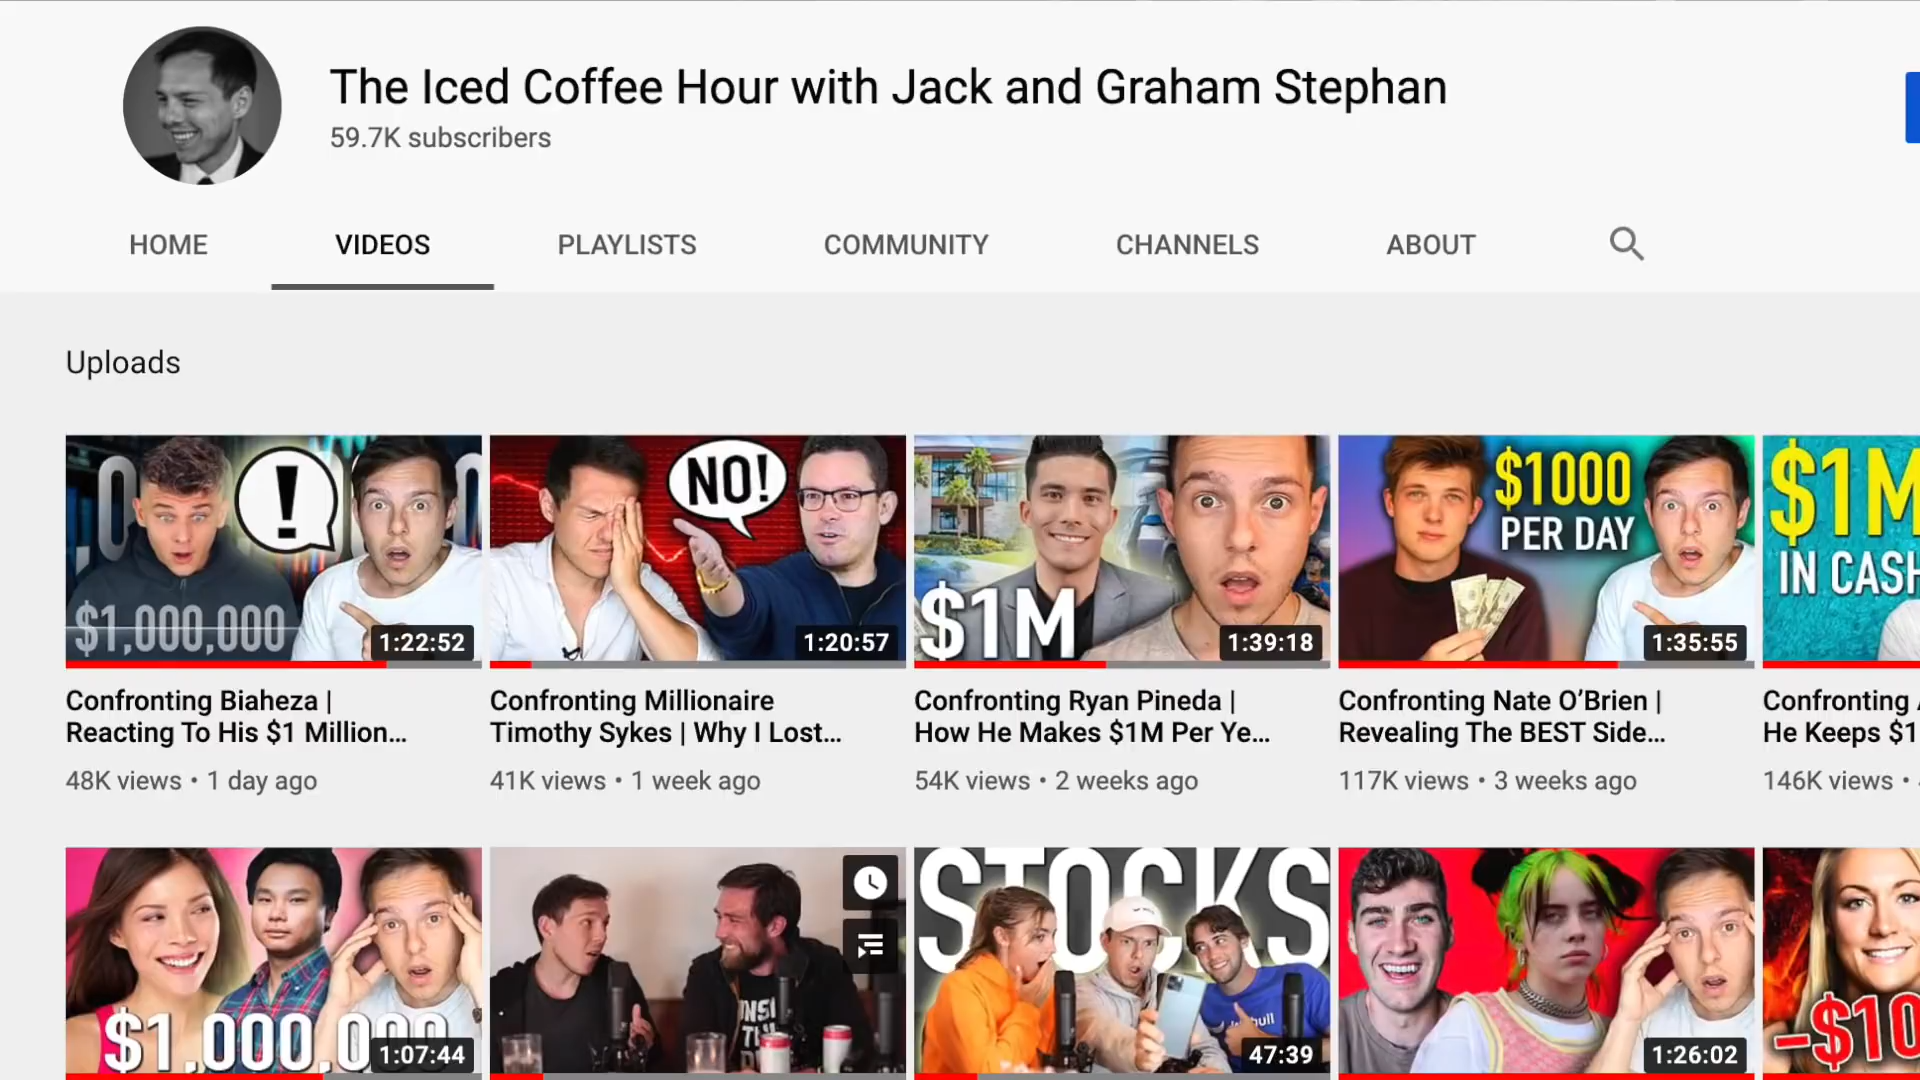 The Iced Coffee Hour with Jack and Graham Stephan
59.7K subscribers
HOME VIDEOS PLAYLISTS COMMUNITY CHANNELS ABOUT
Uploads
!
$1,000,000
1:22:52
NO!
1:20:57
$1M
1:39:18
$1000
PER DAY
1:35:55
$1M
IN CASH
Confronting Biaheza |
Reacting To His $1 Million...
48K views • 1 day ago
Confronting Millionaire
Timothy Sykes | Why I Lost...
41K views • 1 week ago
Confronting Ryan Pineda |
How He Makes $1M Per Ye...
54K views • 2 weeks ago
Confronting Nate O’Brien |
Revealing The BEST Side...
117K views • 3 weeks ago
Confronting
He Keeps $1
146K views •
$1,000,0
1:07:44
STOCKS
47:39
1:26:02
-$10